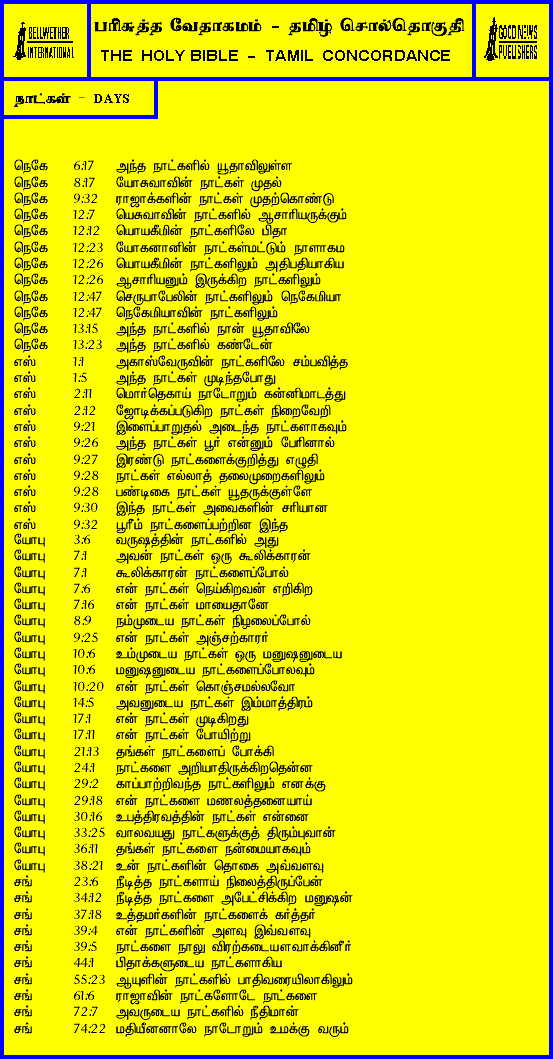 BELLWETHER
INTERNATIONAL
பரிசுத்த வேதாகமம் - தமிழ் சொல்தொகுதி
THE HOLY BIBLE - TAMIL CONCORDANCE
GOOD NEWS
PUBLISHERS
நாட்கள் - DAYS
நெகே 6:17 அந்த நாட்களில் யூதாவிலுள்ள
நெகே 8:17 யோசுவாவின் நாட்கள் முதல்
நெகே 9:32 ராஜாக்களின் நாட்கள் முதற்கொண்டு
நெகே 12:7 யெசுவாவின் நாட்களில் ஆசாரியருக்கும்
நெகே 12:12 யொயகீமின் நாட்களிலே பிதா
நெகே 12:23 யோகனானின் நாட்கள்மட்டும் நாளாகம
நெகே 12:26 யொயகீமின் நாட்களிலும் அதிபதியாகிய
நெகே 12:26 ஆசாரியனும் இருக்கிற நாட்களிலும்
நெகே 12:47 செருபாபேலின் நாட்களிலும் நெகேமியா
நெகே 12:47 நெகேமியாவின் நாட்களிலும்
நெகே 13:15 அந்த நாட்களில் நான் யூதாவிலே
நெகே 13:23 அந்த நாட்களில் கண்டேன்
எஸ் 1:1 அகாஸ்வேருவின் நாட்களிலே சம்பவித்த
எஸ் 1:5 அந்த நாட்கள் முடிந்தபோது
எஸ் 2:11 மொர்தெகாய் நாடோறும் கன்னிமாடத்து
எஸ் 2:12 ஜோடிக்கப்படுகிற நாட்கள் நிறைவேறி
எஸ் 9:21 இளைப்பாறுதல் அடைந்த நாட்களாகவும்
எஸ் 9:26 அந்த நாட்கள் பூர் என்னும் பேரினால்
எஸ் 9:27 இரண்டு நாட்களைக்குறித்து எழுதி
எஸ் 9:28 நாட்கள் எல்லாத் தலைமுறைகளிலும்
எஸ் 9:28 பண்டிகை நாட்கள் யூதருக்குள்ளே
எஸ் 9:30 இந்த நாட்கள் அவைகளின் சரியான
எஸ் 9:32 பூரீம் நாட்களைப்பற்றின இந்த
யோபு 3:6 வருஷத்தின் நாட்களில் அது
யோபு 7:1 அவன் நாட்கள் ஒரு கூலிக்காரன்
யோபு 7:1 கூலிக்காரன் நாட்களைப்போல்
யோபு 7:6 என் நாட்கள் நெய்கிறவன் எறிகிற
யோபு 7:16 என் நாட்கள் மாயைதானே
யோபு 8:9 நம்முடைய நாட்கள் நிழலைப்போல்
யோபு 9:25 என் நாட்கள் அஞ்சற்காரர்
யோபு 10:6 உம்முடைய நாட்கள் ஒரு மனுஷனுடைய
யோபு 10:6 மனுஷனுடைய நாட்களைப்போலவும்
யோபு 10:20 என் நாட்கள் கொஞ்சமல்லவோ
யோபு 14:5 அவனுடைய நாட்கள் இம்மாத்திரம்
யோபு 17:1 என் நாட்கள் முடிகிறது
யோபு 17:11 என் நாட்கள் போயிற்று
யோபு 21:13 தங்கள் நாட்களைப் போக்கி
யோபு 24:1 நாட்களை அறியாதிருக்கிறதென்ன
யோபு 29:2 காப்பாற்றிவந்த நாட்களிலும் எனக்கு
யோபு 29:18 என் நாட்களை மணலத்தனையாய்
யோபு 30:16 உபத்திரவத்தின் நாட்கள் என்னை
யோபு 33:25 வாலவயது நாட்களுக்குத் திரும்புவான்
யோபு 36:11 தங்கள் நாட்களை நன்மையாகவும்
யோபு 38:21 உன் நாட்களின் தொகை அவ்வளவு
சங் 23:6 நீடித்த நாட்களாய் நிலைத்திருப்பேன்
சங் 34:12 நீடித்த நாட்களை அபேட்சிக்கிற மனுஷன்
சங் 37:18 உத்தமர்களின் நாட்களைக் கர்த்தர்
சங் 39:4 என் நாட்களின் அளவு இவ்வளவு
சங் 39:5 நாட்களை நாலு விரற்கடையளவாக்கினீர்
சங் 44:1 பிதாக்களுடைய நாட்களாகிய
சங் 55:23 ஆயுளின் நாட்களில் பாதிவரையிலாகிலும்
சங் 61:6 ராஜாவின் நாட்களோடே நாட்களை
சங் 72:7 அவருடைய நாட்களில் நீதிமான்
சங் 74:22 மதியீனனாலே நாடோறும் உமக்கு வரும்